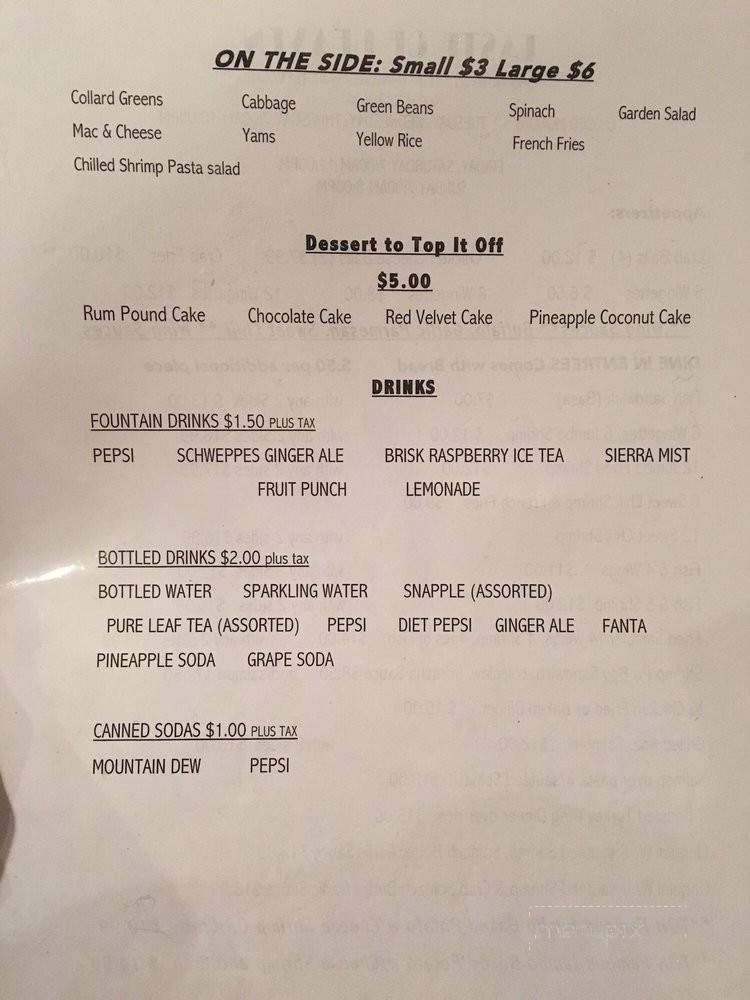 ON THE SIDE: Small $3 Large $6
Collard Greens Cabbage Green Beans Spinach Garden Salad
Mac & Cheese Yams Yellow Rice French Fries
Chilled Shrimp Pasta salad
Dessert to Top It Off
$5.00
Rum Pound Cake Chocolate Cake Red Velvet Cake Pineapple Coconut Cake
DRINKS
FOUNTAIN DRINKS $1.50 PLUS TAX
PEPSI SCHWEPPES GINGER ALE BRISK RASPBERRY ICE TEA SIERRA MIST
FRUIT PUNCH LEMONADE
BOTTLED DRINKS $2.00 plus tax
BOTTLED WATER SPARKLING WATER SNAPPLE (ASSORTED)
PURE LEAF TEA (ASSORTED) PEPSI DIET PEPSI GINGER ALE FANTA
PINEAPPLE SODA GRAPE SODA
CANNED SODAS $1.00 PLUS TAX
MOUNTAIN DEW PEPSI